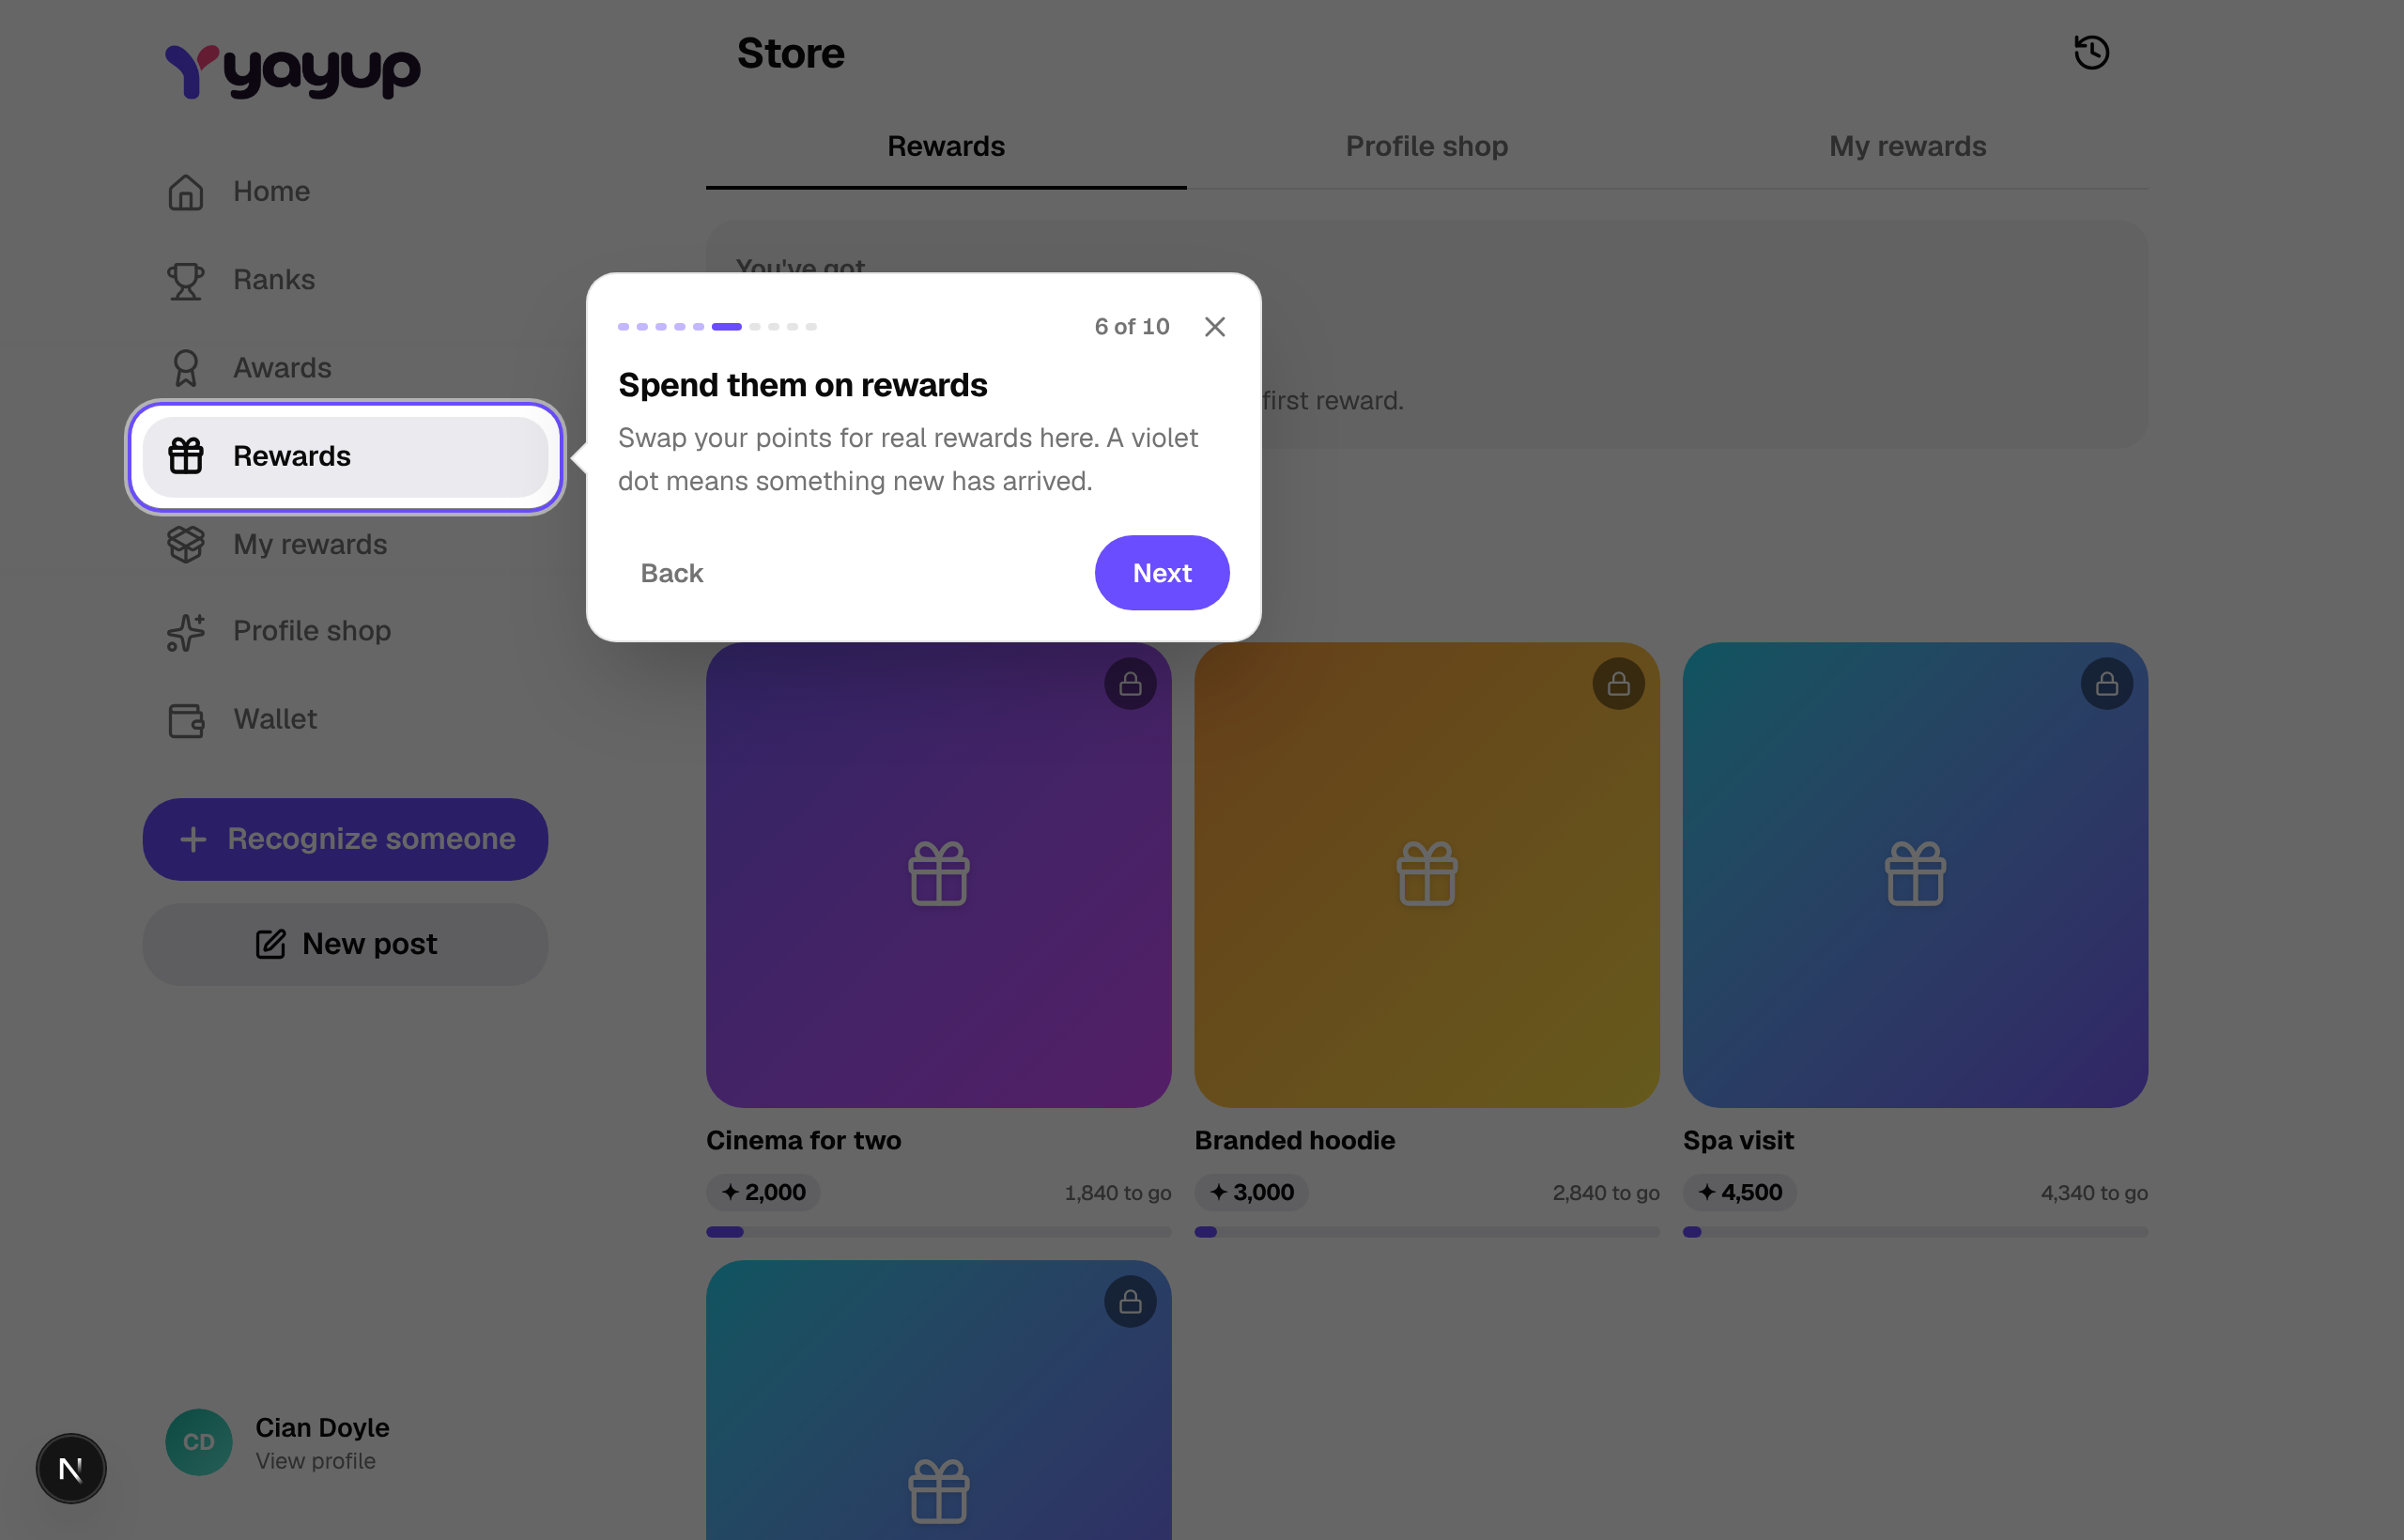 yayup
Home
Ranks
Awards
Rewards
My rewards
Profile shop
Wallet
Recognize someone
New post
Cian Doyle
View profile
CD
N
Store
Rewards
Profile shop
My rewards
You've got
first reward.
6 of 10
Spend them on rewards
Swap your points for real rewards here. A violet
dot means something new has arrived.
Back
Next
Cinema for two
2,000
1,840 to go
Branded hoodie
3,000
2,840 to go
Spa visit
4,500
4,340 to go